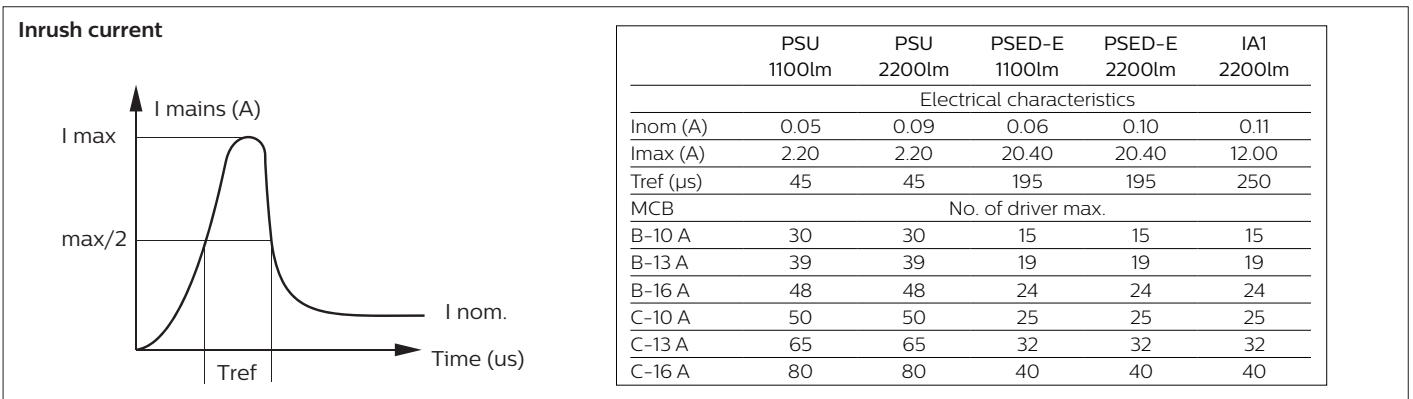 Inrush current
I mains (A)
I max
max/2
I nom.
Time (us)
Tref
PSU PSU PSED-E PSED-E IA1
1100lm 2200lm 1100lm 2200lm 2200lm
Electrical characteristics
Inom (A) 0.05 0.09 0.06 0.10 0.11
Imax (A) 2.20 2.20 20.40 20.40 12.00
Tref (µs) 45 45 195 195 250
MCB No. of driver max.
B-10 A 30 30 15 15 15
B-13 A 39 39 19 19 19
B-16 A 48 48 24 24 24
C-10 A 50 50 25 25 25
C-13 A 65 65 32 32 32
C-16 A 80 80 40 40 40